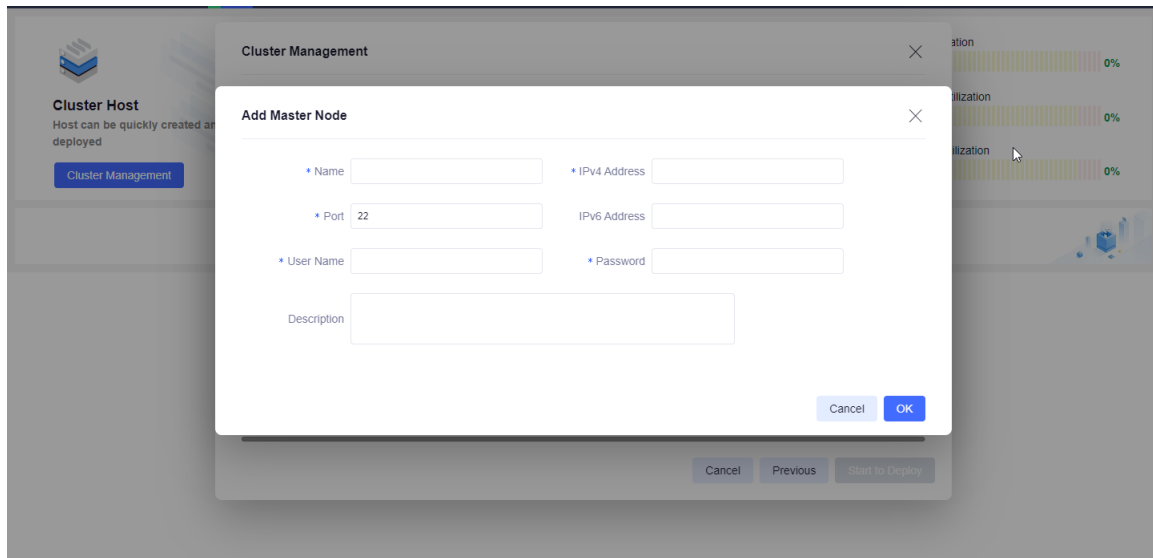 Cluster Management
ation
0%
Cluster Host
Host can be quickly created an
deployed
Cluster Management
Add Master Node
ilization
0%
ilization
0%
* Name
* IPv4 Address
* Port 22
IPv6 Address
* User Name
* Password
Description
Cancel OK
Cancel Previous Start to Deploy